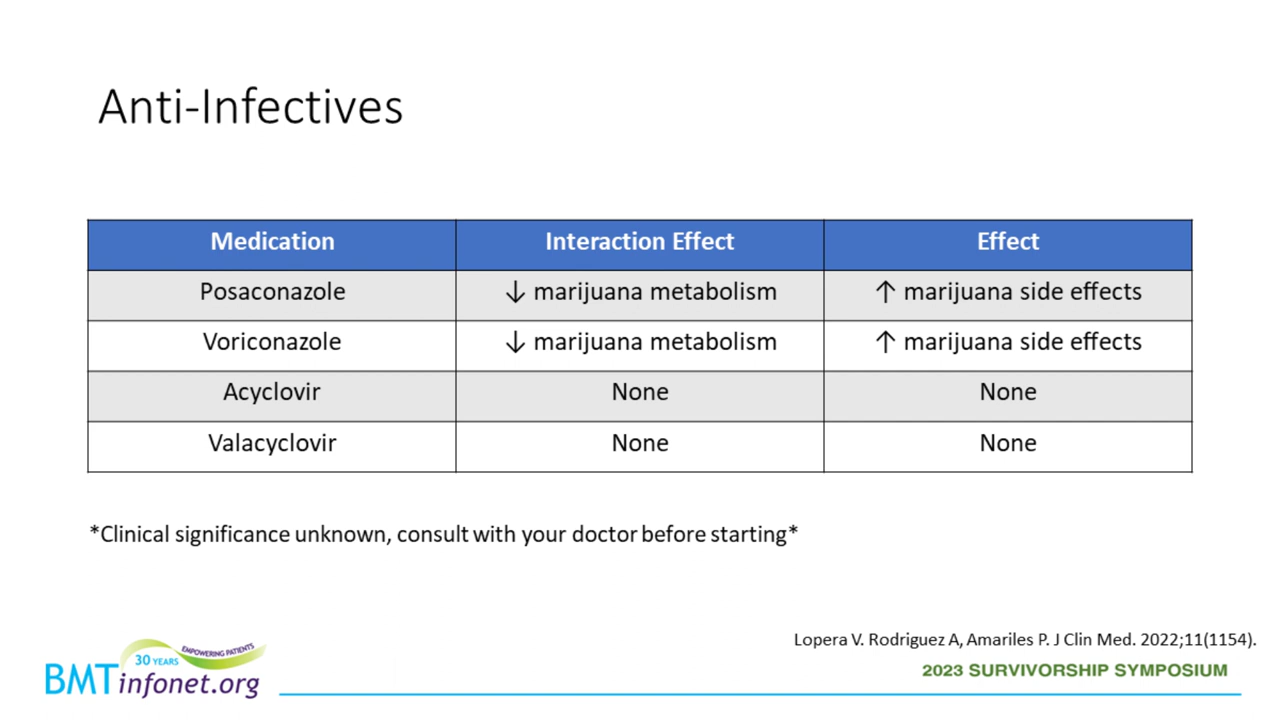 Anti-Infectives
Medication Interaction Effect Effect
Posaconazole ↓ marijuana metabolism ↑ marijuana side effects
Voriconazole ↓ marijuana metabolism ↑ marijuana side effects
Acyclovir None None
Valacyclovir None None
*Clinical significance unknown, consult with your doctor before starting*
Lopera V. Rodriguez A, Amariles P. J Clin Med. 2022;11(1154).
30 YEARS EMPOWERING PATIENTS
BMTinfonet.org
2023 SURVIVORSHIP SYMPOSIUM